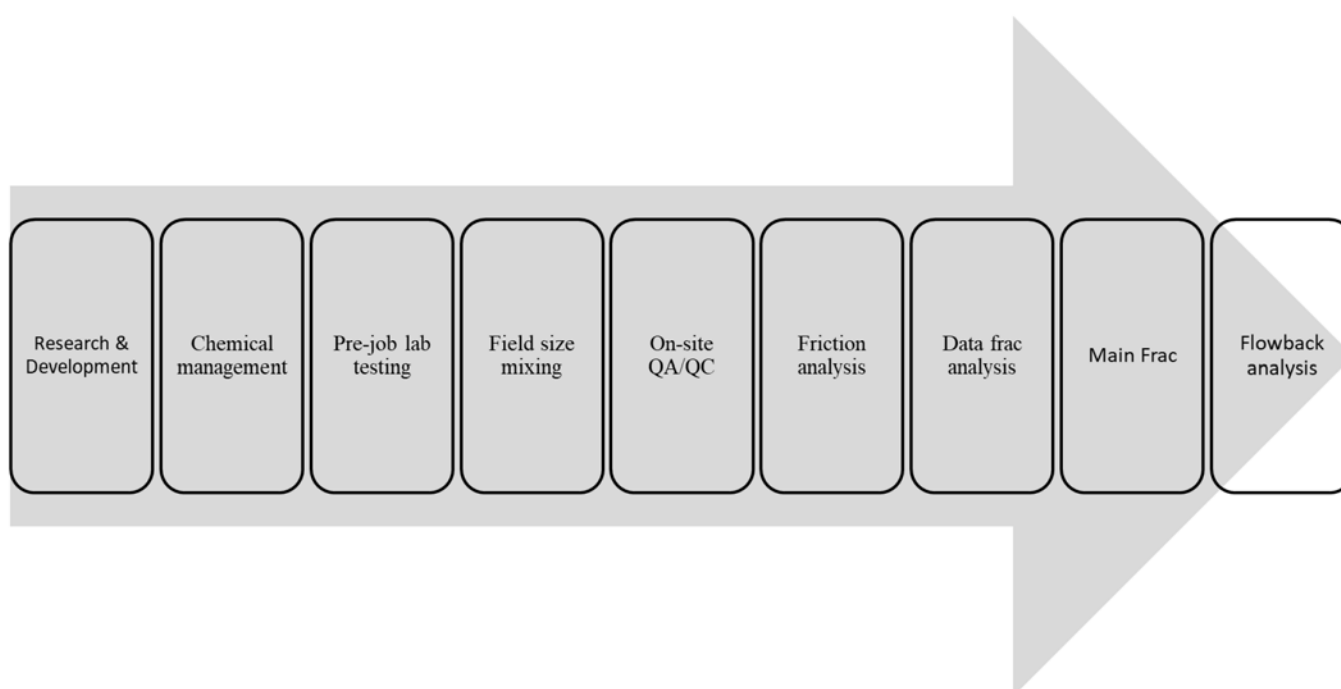 Research &
Development
Chemical
management
Pre-job lab
testing
Field size
mixing
On-site
QA/QC
Friction
analysis
Data frac
analysis
Main Frac
Flowback
analysis